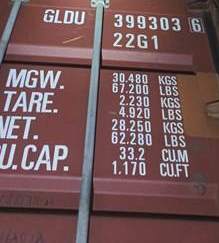 GLDU 399303 6
22G1
MGW. 30.480 KGS
67.200 LBS
TARE. 2.230 KGS
4.920 LBS
NET. 28.250 KGS
62.280 LBS
U. CAP. 33.2 CU.M
1.170 CU.FT